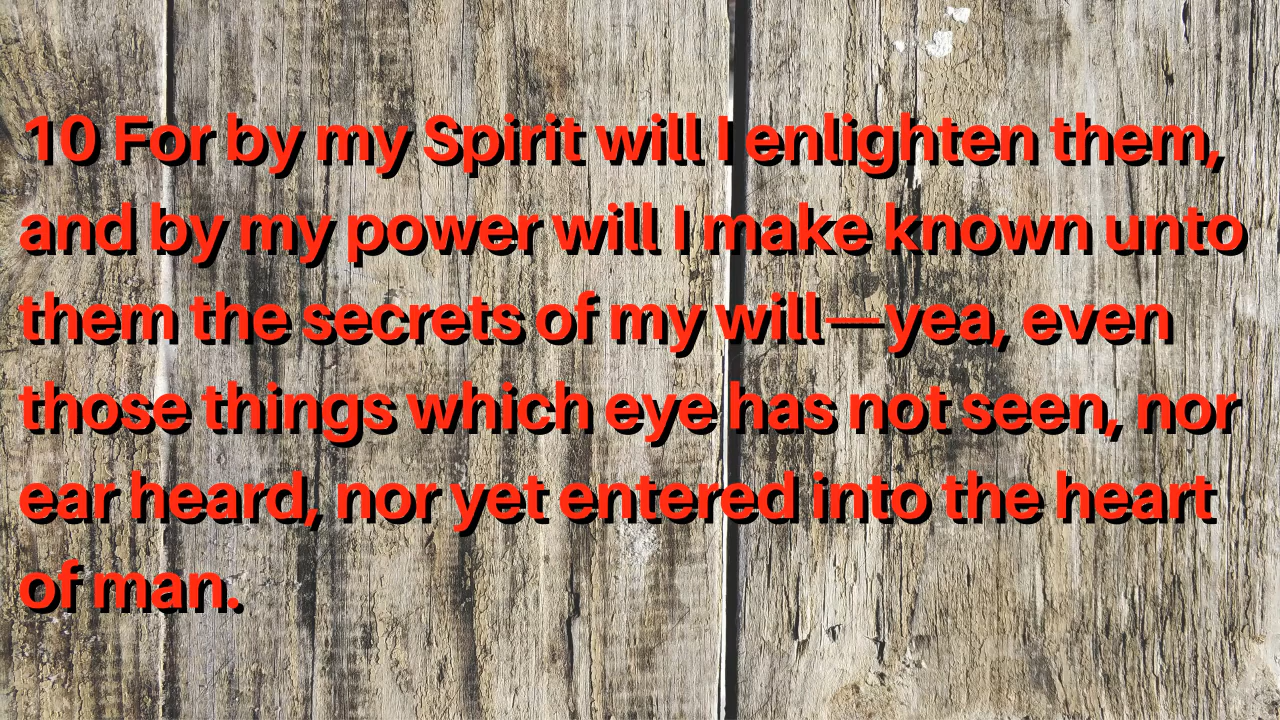 10 For by my Spirit will I enlighten them,
and by my power will I make known unto
them the secrets of my will—yea, even
those things which eye has not seen, nor
ear heard, nor yet entered into the heart
of man.